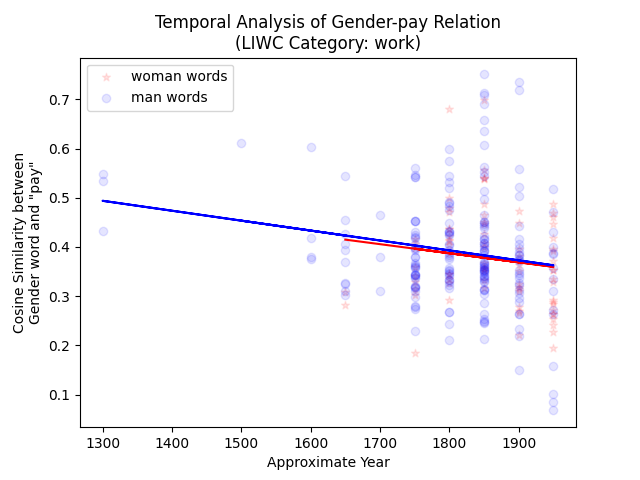 Temporal Analysis of Gender-pay Relation
(LIWC Category: work)
woman words
man words
Cosine Similarity between
Gender word and "pay"
0.7
0.6
0.5
0.4
0.3
0.2
0.1
1300 1400 1500 1600 1700 1800 1900
Approximate Year